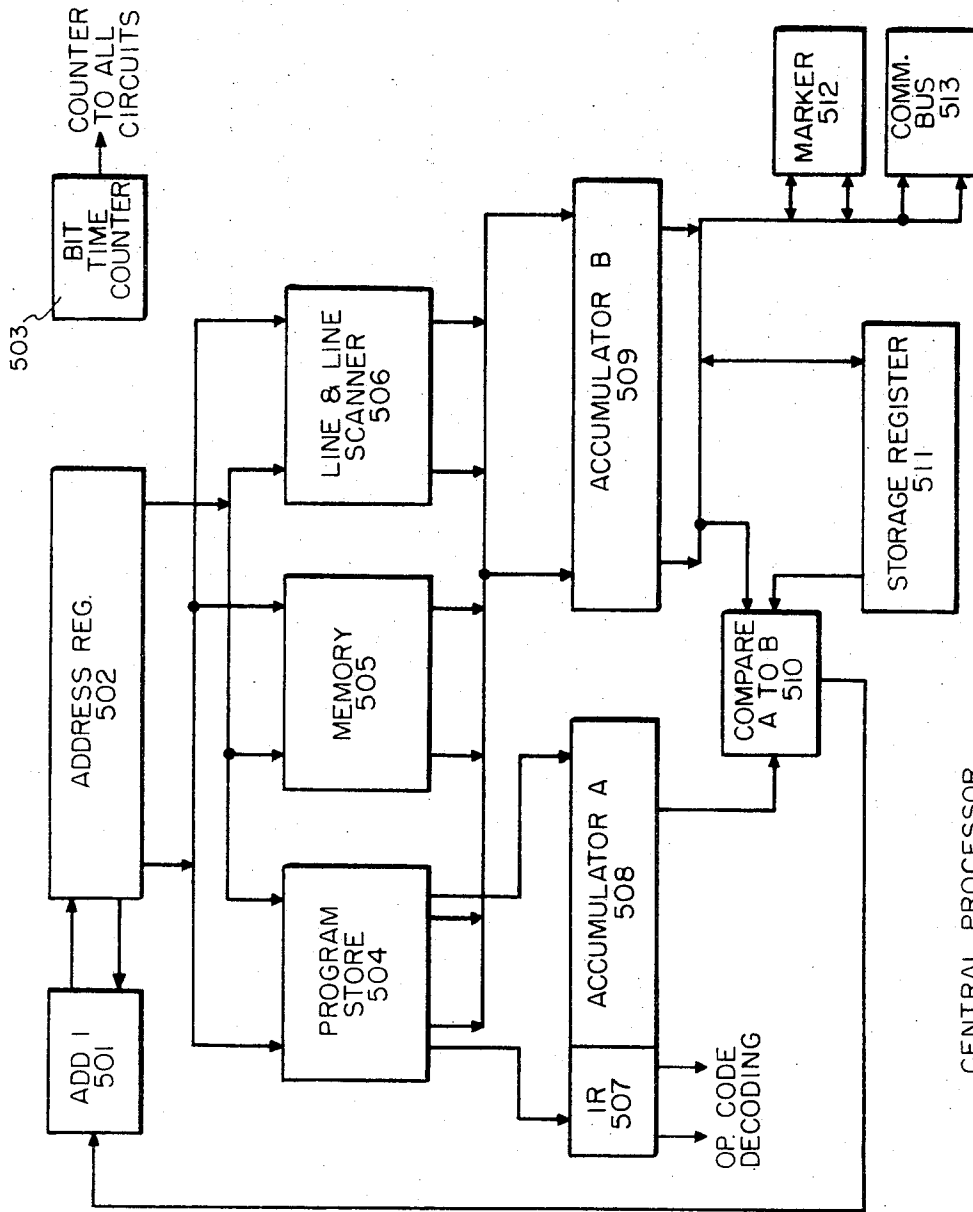 503
BIT
TIME
COUNTER
COUNTER
TO ALL
CIRCUITS
ADDRESS REG.
502
ADD 1
501
PROGRAM
STORE
504
MEMORY
505
LINE & LINE
SCANNER
506
IR
507
ACCUMULATOR A
508
ACCUMULATOR B
509
OP. CODE
DECODING
COMPARE
A TO B
510
STORAGE REGISTER
511
MARKER
512
COMM.
BUS
513
CENTRAL PROCESSOR